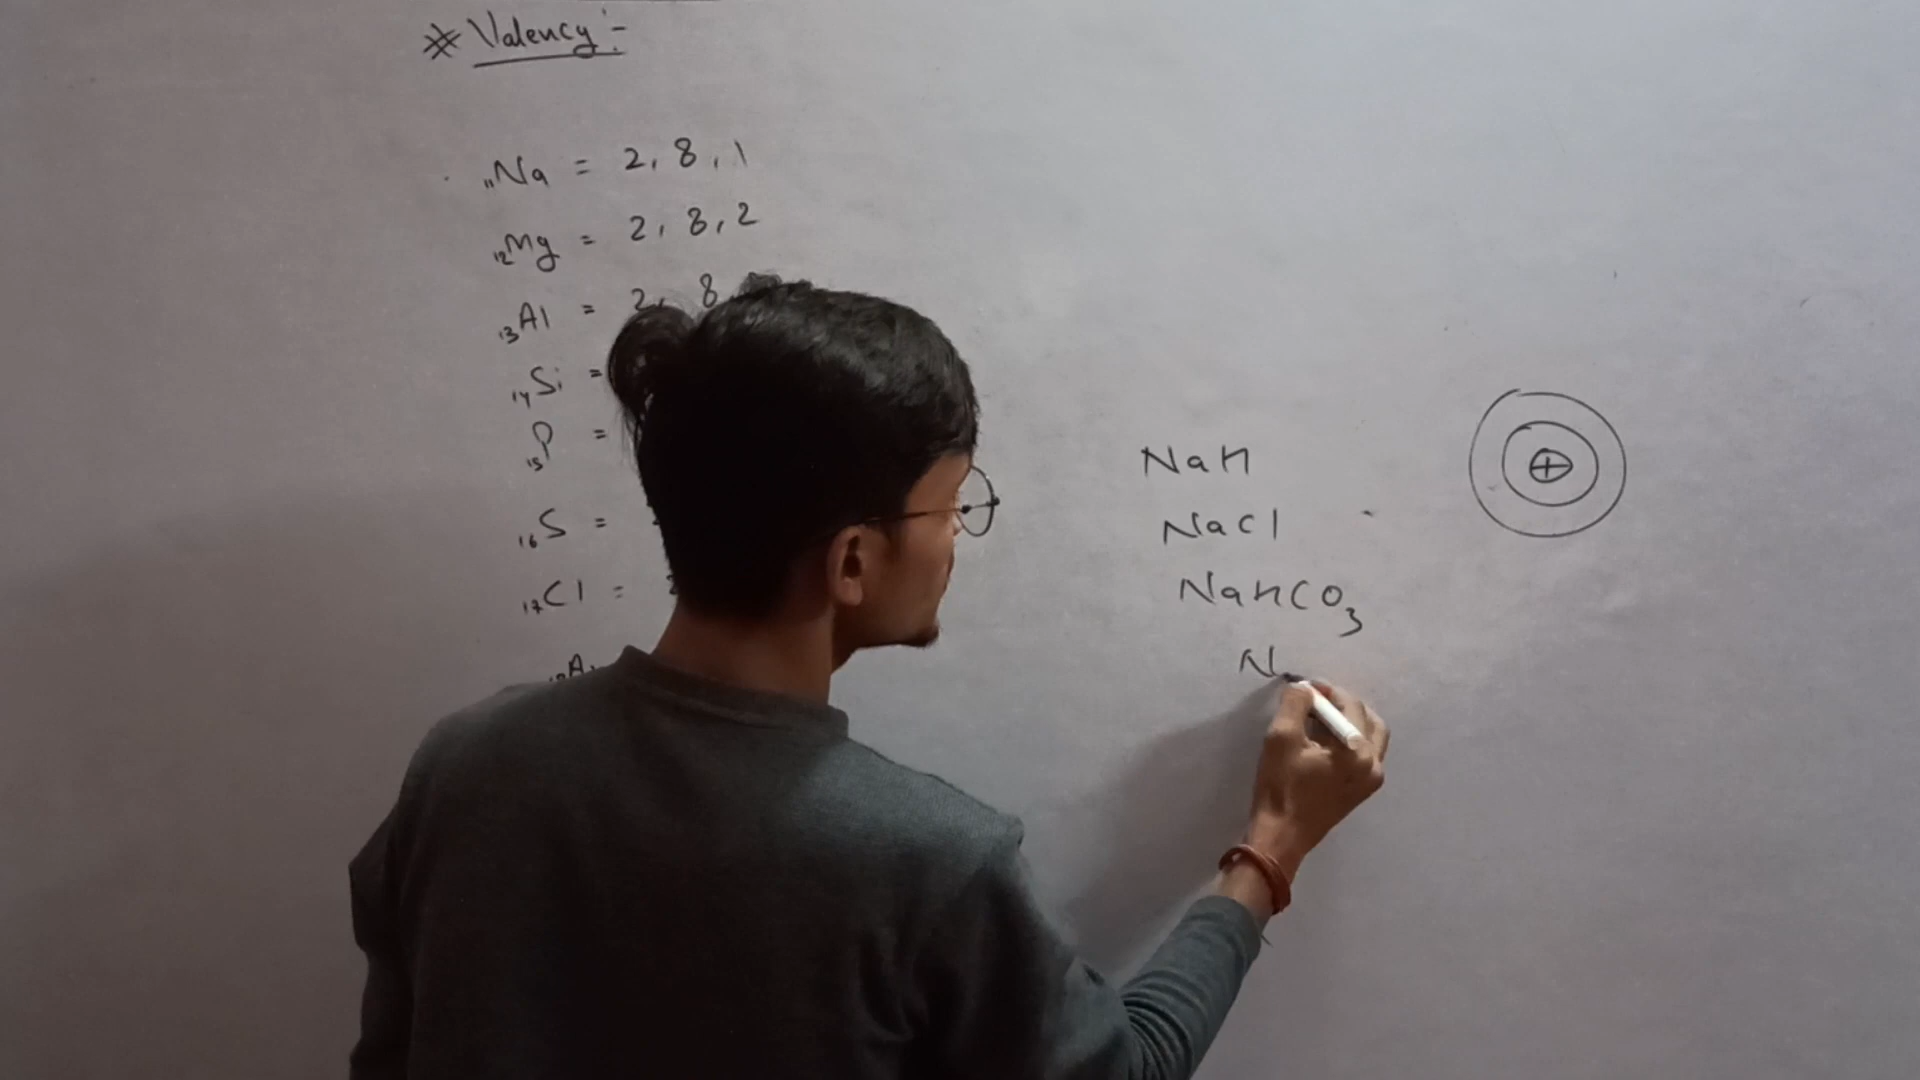 * Valency :-
11Na = 2, 8, 1
12Mg = 2, 8, 2
13Al = 2, 8
14Si =
15P =
16S =
17Cl =
NaH
NaCl
NaHCO3
N
+